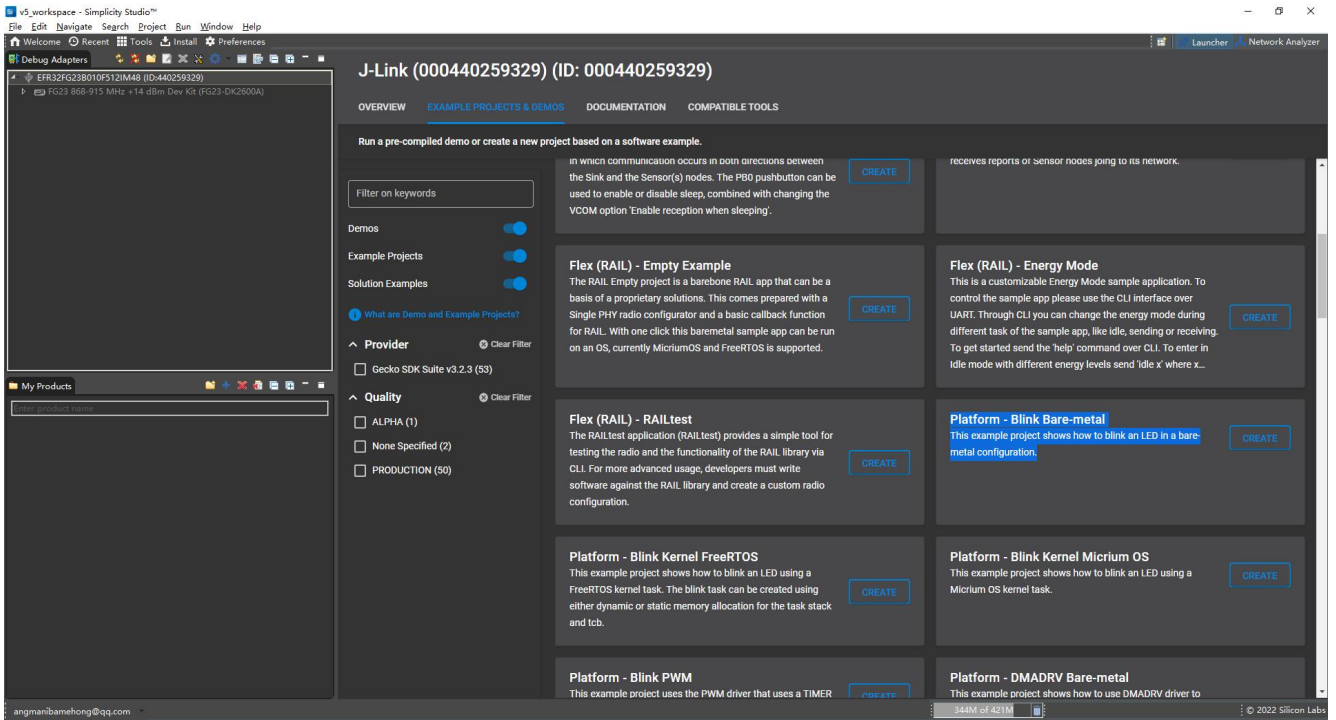 v5_workspace - Simplicity Studio™
File Edit Navigate Search Project Run Window Help
Welcome Recent Tools Install Preferences
Launcher Network Analyzer
Debug Adapters
EFR32FG23B010F512IM48 (ID:440259329)
FG23 868-915 MHz +14 dBm Dev Kit (FG23-DK2600A)
My Products
Enter product name
J-Link (000440259329) (ID: 000440259329)
OVERVIEW EXAMPLE PROJECTS & DEMOS DOCUMENTATION COMPATIBLE TOOLS
Run a pre-compiled demo or create a new project based on a software example.
Filter on keywords
Demos
Example Projects
Solution Examples
What are Demo and Example Projects?
Provider Clear Filter
Gecko SDK Suite v3.2.3 (53)
Quality Clear Filter
ALPHA (1)
None Specified (2)
PRODUCTION (50)
in which communication occurs in both directions between
the Sink and the Sensor(s) nodes. The PB0 pushbutton can be
used to enable or disable sleep, combined with changing the
VCOM option 'Enable reception when sleeping'.
CREATE
receives reports of Sensor nodes joing to its network.
Flex (RAIL) - Empty Example
The RAIL Empty project is a barebone RAIL app that can be a
basis of a proprietary solutions. This comes prepared with a
Single PHY radio configurator and a basic callback function
for RAIL. With one click this baremetal sample app can be run
on an OS, currently MicriumOS and FreeRTOS is supported.
CREATE
Flex (RAIL) - Energy Mode
This is a customizable Energy Mode sample application. To
control the sample app please use the CLI interface over
UART. Through CLI you can change the energy mode during
different task of the sample app, like idle, sending or receiving.
To get started send the 'help' command over CLI. To enter in
Idle mode with different energy levels send 'idle x' where x...
CREATE
Flex (RAIL) - RAILtest
The RAILtest application (RAILtest) provides a simple tool for
testing the radio and the functionality of the RAIL library via
CLI. For more advanced usage, developers must write
software against the RAIL library and create a custom radio
configuration.
CREATE
Platform - Blink Bare-metal
This example project shows how to blink an LED in a bare-
metal configuration.
CREATE
Platform - Blink Kernel FreeRTOS
This example project shows how to blink an LED using a
FreeRTOS kernel task. The blink task can be created using
either dynamic or static memory allocation for the task stack
and tcb.
CREATE
Platform - Blink Kernel Micrium OS
This example project shows how to blink an LED using a
Micrium OS kernel task.
CREATE
Platform - Blink PWM
This example project uses the PWM driver that uses a TIMER
CREATE
Platform - DMADRV Bare-metal
This example project shows how to use DMADRV driver to
angmanibamehong@qq.com
344M of 421M
© 2022 Silicon Labs